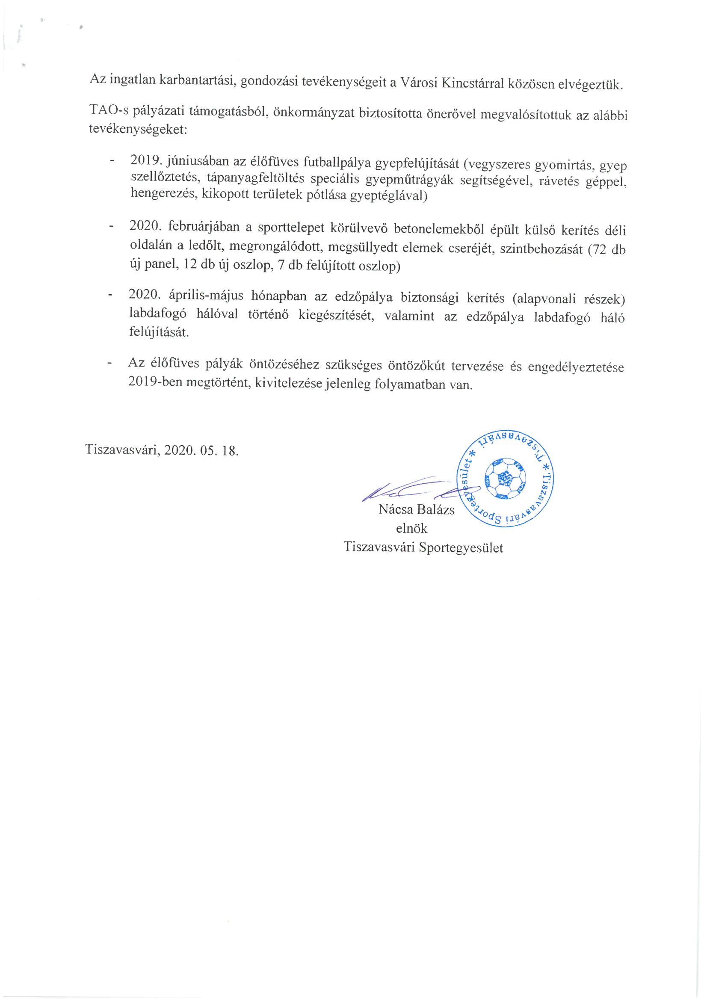 Az ingatlan karbantartási, gondozási tevékenységeit a Városi Kincstárral közösen elvégeztük.
TAO-s pályázati támogatásból, önkormányzat biztosította önerővel megvalósítottuk az alábbi
tevékenységeket:
- 2019. júniusában az élőfüves futballpálya gyepfelújítását (vegyszeres gyomirtás, gyep
szellőztetés, tápanyagfeltöltés speciális gyepműtrágyák segítségével, rávetés géppel,
hengerezés, kikopott területek pótlása gyeptéglával)
- 2020. februárjában a sporttelepet körülvevő betonelemekből épült külső kerítés déli
oldalán a ledőlt, megrongálódott, megsüllyedt elemek cseréjét, szintbehozását (72 db
új panel, 12 db új oszlop, 7 db felújított oszlop)
- 2020. április-május hónapban az edzőpálya biztonsági kerítés (alapvonali részek)
labdafogó hálóval történő kiegészítését, valamint az edzőpálya labdafogó háló
felújítását.
- Az élőfüves pályák öntözéséhez szükséges öntözőkút tervezése és engedélyeztetése
2019-ben megtörtént, kivitelezése jelenleg folyamatban van.
Tiszavasvári, 2020. 05. 18.
Tiszavasvári Sportegyesület * Tiszavasvári *
Nácsa Balázs
elnök
Tiszavasvári Sportegyesület